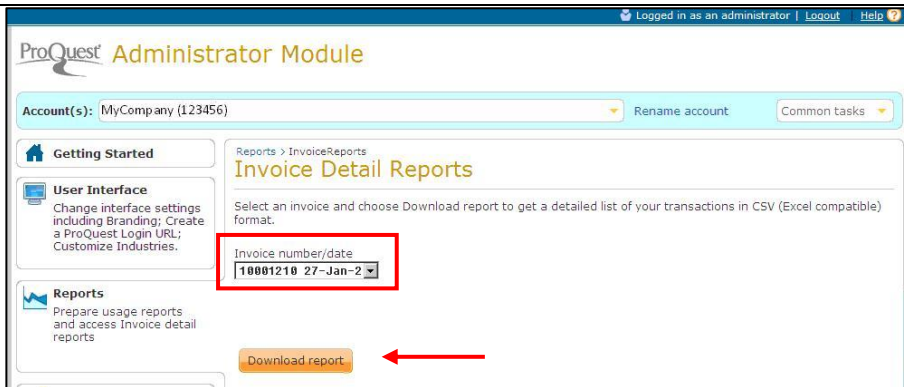 Logged in as an administrator | Logout | Help ?
ProQuest Administrator Module
Account(s): MyCompany (123456) Rename account Common tasks
Getting Started
User Interface
Change interface settings
including Branding; Create
a ProQuest Login URL;
Customize Industries.
Reports
Prepare usage reports
and access Invoice detail
reports
Reports > InvoiceReports
Invoice Detail Reports
Select an invoice and choose Download report to get a detailed list of your transactions in CSV (Excel compatible)
format.
Invoice number/date
10001210 27-Jan-2
Download report